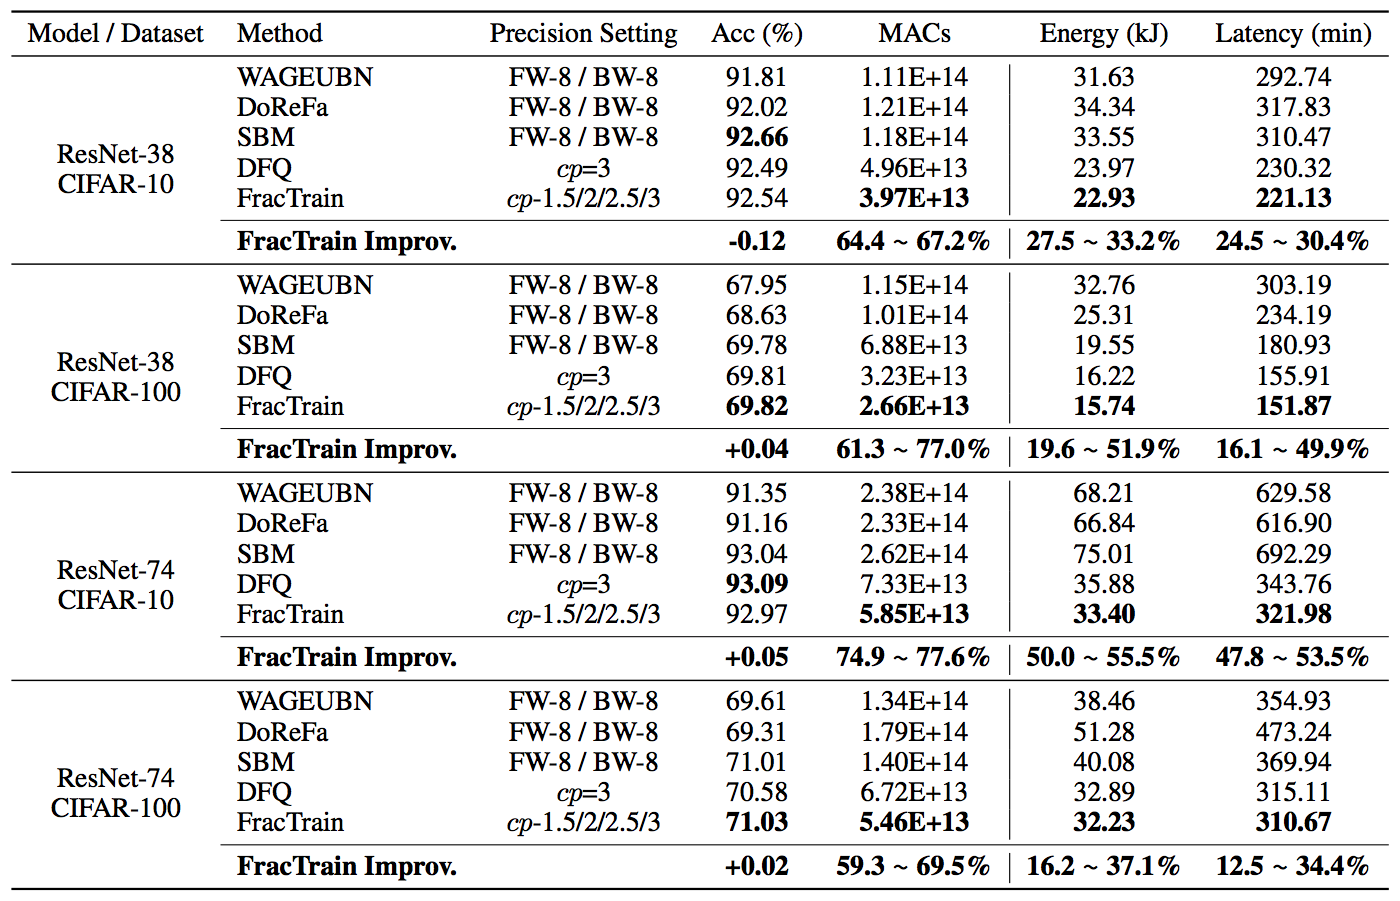 Model / Dataset Method Precision Setting Acc (%) MACs Energy (kJ) Latency (min)
ResNet-38 CIFAR-10
WAGEUBN FW-8 / BW-8 91.81 1.11E+14 31.63 292.74
DoReFa FW-8 / BW-8 92.02 1.21E+14 34.34 317.83
SBM FW-8 / BW-8 92.66 1.18E+14 33.55 310.47
DFQ cp=3 92.49 4.96E+13 23.97 230.32
FracTrain cp-1.5/2/2.5/3 92.54 3.97E+13 22.93 221.13
FracTrain Improv. -0.12 64.4 ~ 67.2% 27.5 ~ 33.2% 24.5 ~ 30.4%
ResNet-38 CIFAR-100
WAGEUBN FW-8 / BW-8 67.95 1.15E+14 32.76 303.19
DoReFa FW-8 / BW-8 68.63 1.01E+14 25.31 234.19
SBM FW-8 / BW-8 69.78 6.88E+13 19.55 180.93
DFQ cp=3 69.81 3.23E+13 16.22 155.91
FracTrain cp-1.5/2/2.5/3 69.82 2.66E+13 15.74 151.87
FracTrain Improv. +0.04 61.3 ~ 77.0% 19.6 ~ 51.9% 16.1 ~ 49.9%
ResNet-74 CIFAR-10
WAGEUBN FW-8 / BW-8 91.35 2.38E+14 68.21 629.58
DoReFa FW-8 / BW-8 91.16 2.33E+14 66.84 616.90
SBM FW-8 / BW-8 93.04 2.62E+14 75.01 692.29
DFQ cp=3 93.09 7.33E+13 35.88 343.76
FracTrain cp-1.5/2/2.5/3 92.97 5.85E+13 33.40 321.98
FracTrain Improv. +0.05 74.9 ~ 77.6% 50.0 ~ 55.5% 47.8 ~ 53.5%
ResNet-74 CIFAR-100
WAGEUBN FW-8 / BW-8 69.61 1.34E+14 38.46 354.93
DoReFa FW-8 / BW-8 69.31 1.79E+14 51.28 473.24
SBM FW-8 / BW-8 71.01 1.40E+14 40.08 369.94
DFQ cp=3 70.58 6.72E+13 32.89 315.11
FracTrain cp-1.5/2/2.5/3 71.03 5.46E+13 32.23 310.67
FracTrain Improv. +0.02 59.3 ~ 69.5% 16.2 ~ 37.1% 12.5 ~ 34.4%